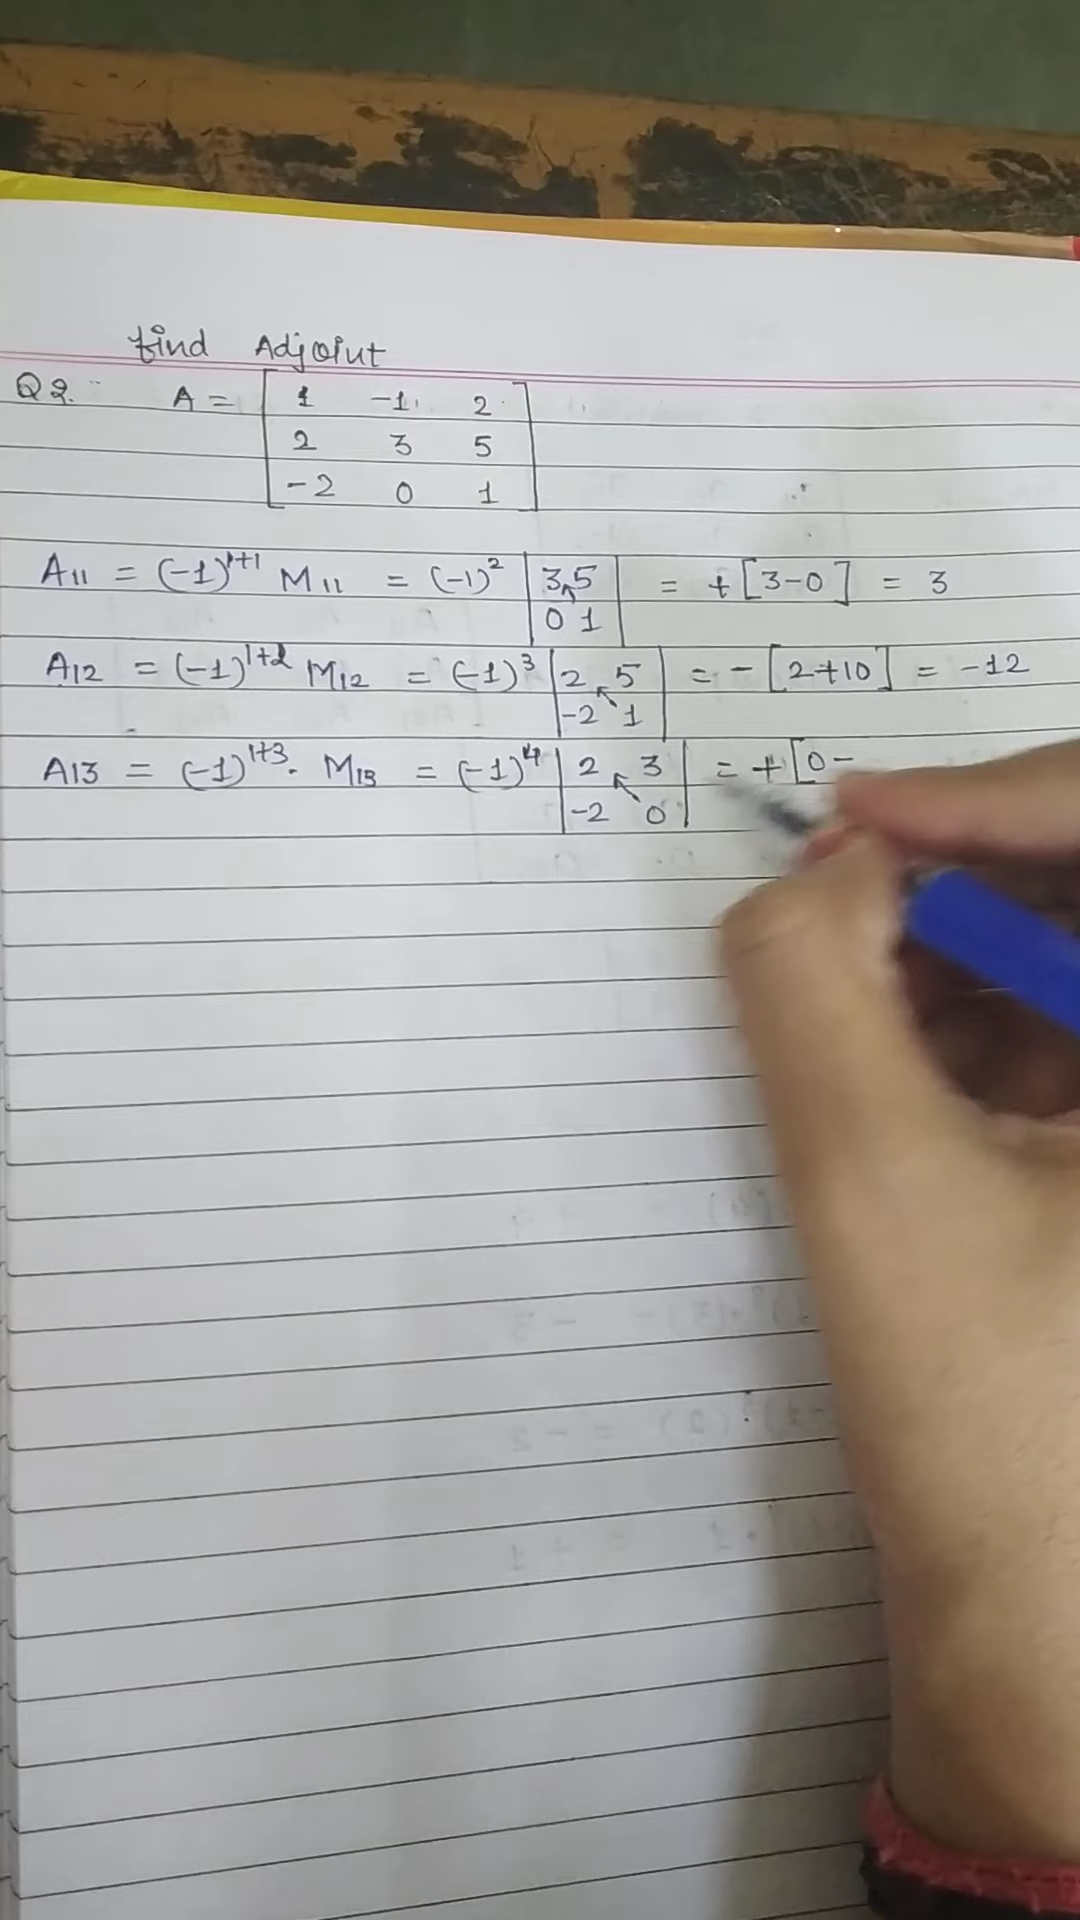 find Adjoint
Q2. A = [ 1 -1 2
2 3 5
-2 0 1 ]
A11 = (-1)^1+1 M11 = (-1)^2 | 3 5 | = + [3-0] = 3
0 1
A12 = (-1)^1+2 M12 = (-1)^3 | 2 5 | = - [2+10] = -12
-2 1
A13 = (-1)^1+3. M13 = (-1)^4 | 2 3 | = + [0 -
-2 0